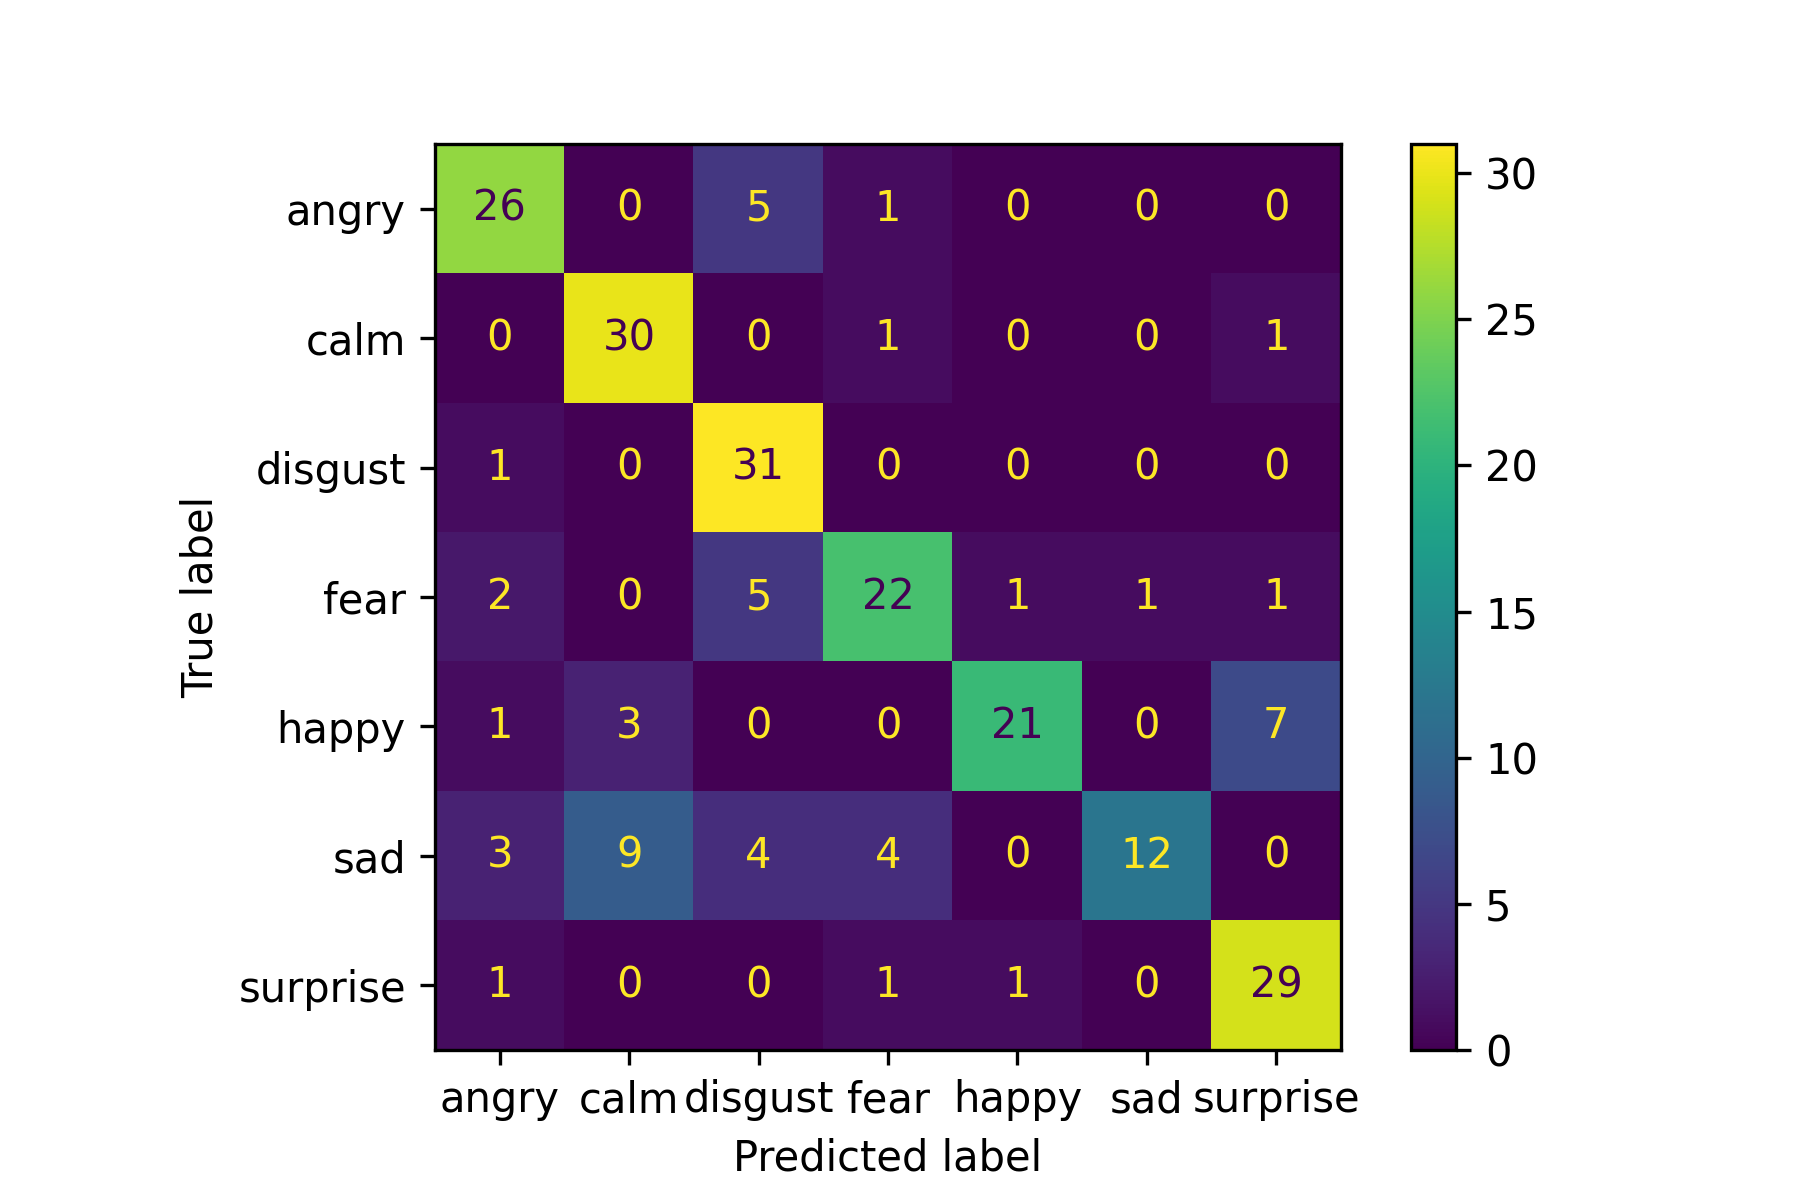 angry 26 0 5 1 0 0 0
calm 0 30 0 1 0 0 1
disgust 1 0 31 0 0 0 0
fear 2 0 5 22 1 1 1
happy 1 3 0 0 21 0 7
sad 3 9 4 4 0 12 0
surprise 1 0 0 1 1 0 29
angry calm disgust fear happy sad surprise
Predicted label
True label
30
25
20
15
10
5
0